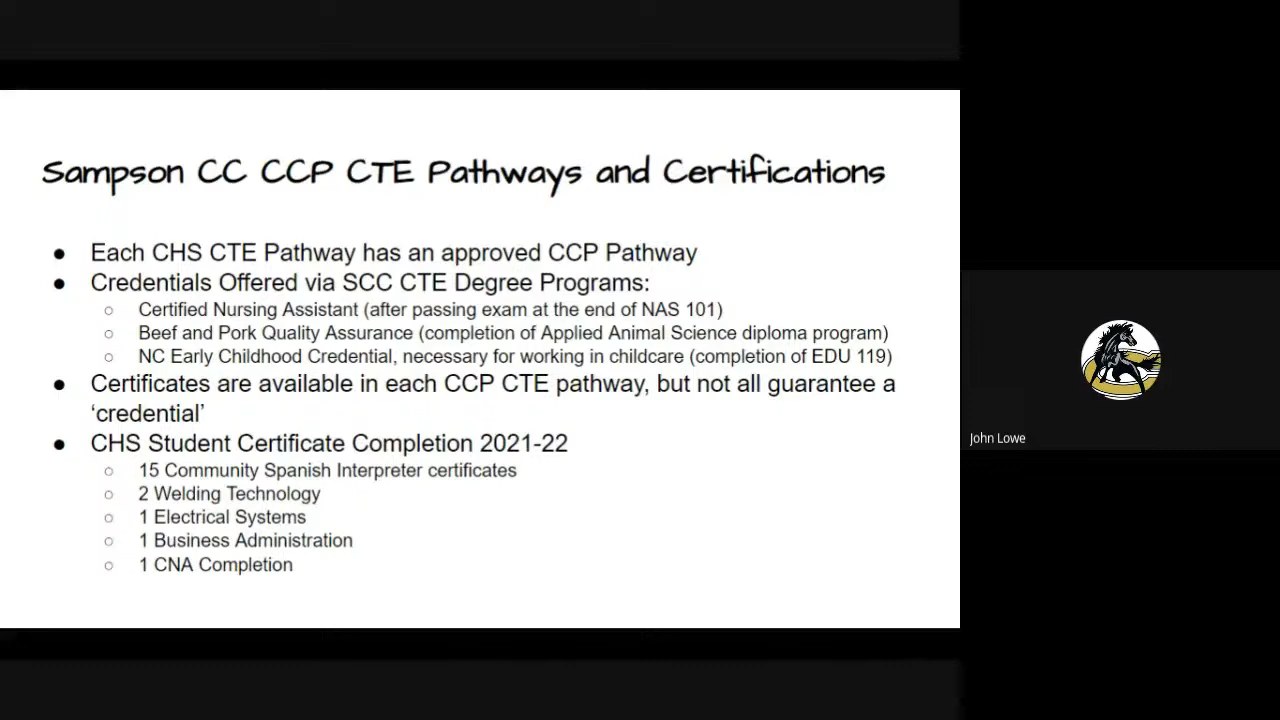 Sampson CC CCP CTE Pathways and Certifications
● Each CHS CTE Pathway has an approved CCP Pathway
● Credentials Offered via SCC CTE Degree Programs:
○ Certified Nursing Assistant (after passing exam at the end of NAS 101)
○ Beef and Pork Quality Assurance (completion of Applied Animal Science diploma program)
○ NC Early Childhood Credential, necessary for working in childcare (completion of EDU 119)
● Certificates are available in each CCP CTE pathway, but not all guarantee a
‘credential’
● CHS Student Certificate Completion 2021-22
○ 15 Community Spanish Interpreter certificates
○ 2 Welding Technology
○ 1 Electrical Systems
○ 1 Business Administration
○ 1 CNA Completion
John Lowe